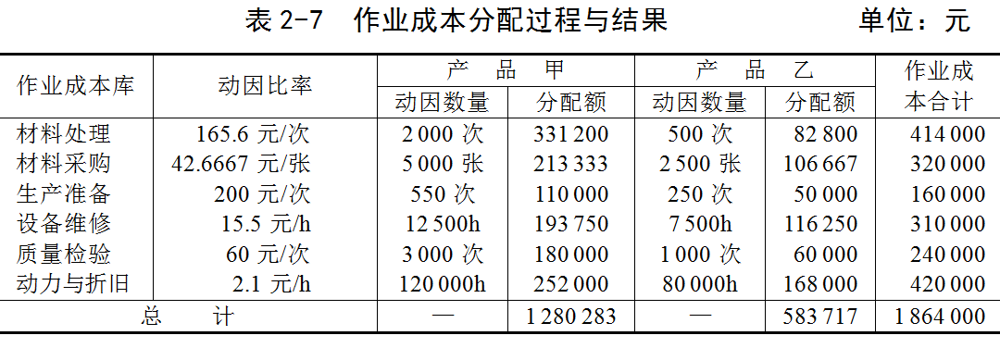 表 2-7 作业成本分配过程与结果 单位：元
作业成本库 动因比率 产 品 甲 产 品 乙 作业成本合计
动因数量 分配额 动因数量 分配额
材料处理 165.6 元/次 2 000 次 331 200 500 次 82 800 414 000
材料采购 42.6667 元/张 5 000 张 213 333 2 500 张 106 667 320 000
生产准备 200 元/次 550 次 110 000 250 次 50 000 160 000
设备维修 15.5 元/h 12 500h 193 750 7 500h 116 250 310 000
质量检验 60 元/次 3 000 次 180 000 1 000 次 60 000 240 000
动力与折旧 2.1 元/h 120 000h 252 000 80 000h 168 000 420 000
总 计 — 1 280 283 — 583 717 1 864 000